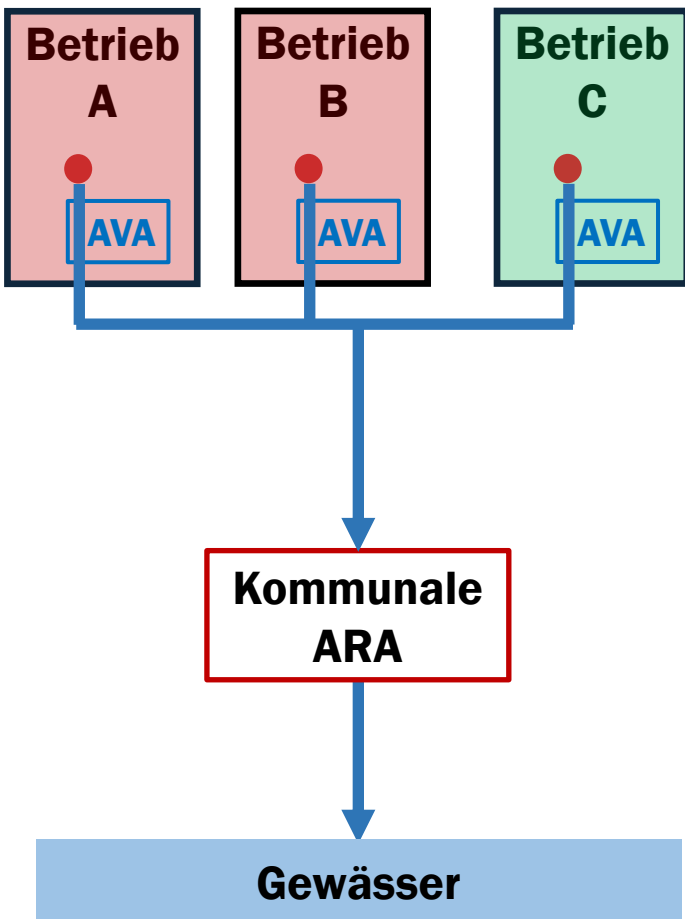 Betrieb
A
Betrieb
B
Betrieb
C
AVA
AVA
AVA
Kommunale
ARA
Gewässer